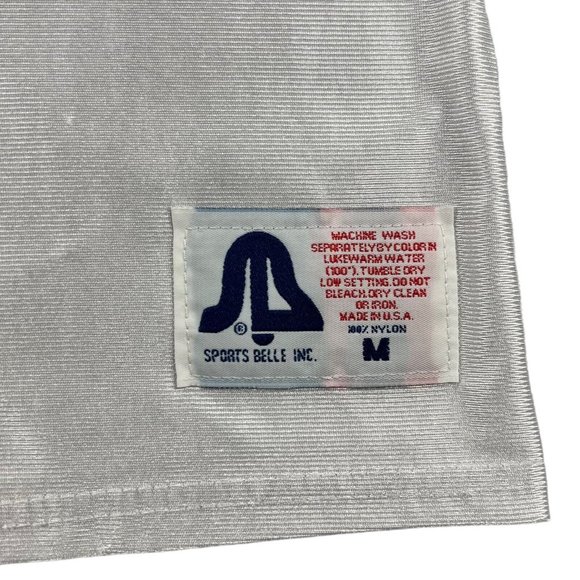 MACHINE WASH
SEPARATELY BY COLOR IN
LUKEWARM WATER
(100°). TUMBLE DRY
LOW SETTING. DO NOT
BLEACH. DRY CLEAN
OR IRON.
MADE IN U.S.A.
100% NYLON
M
®
SPORTS BELLE INC.